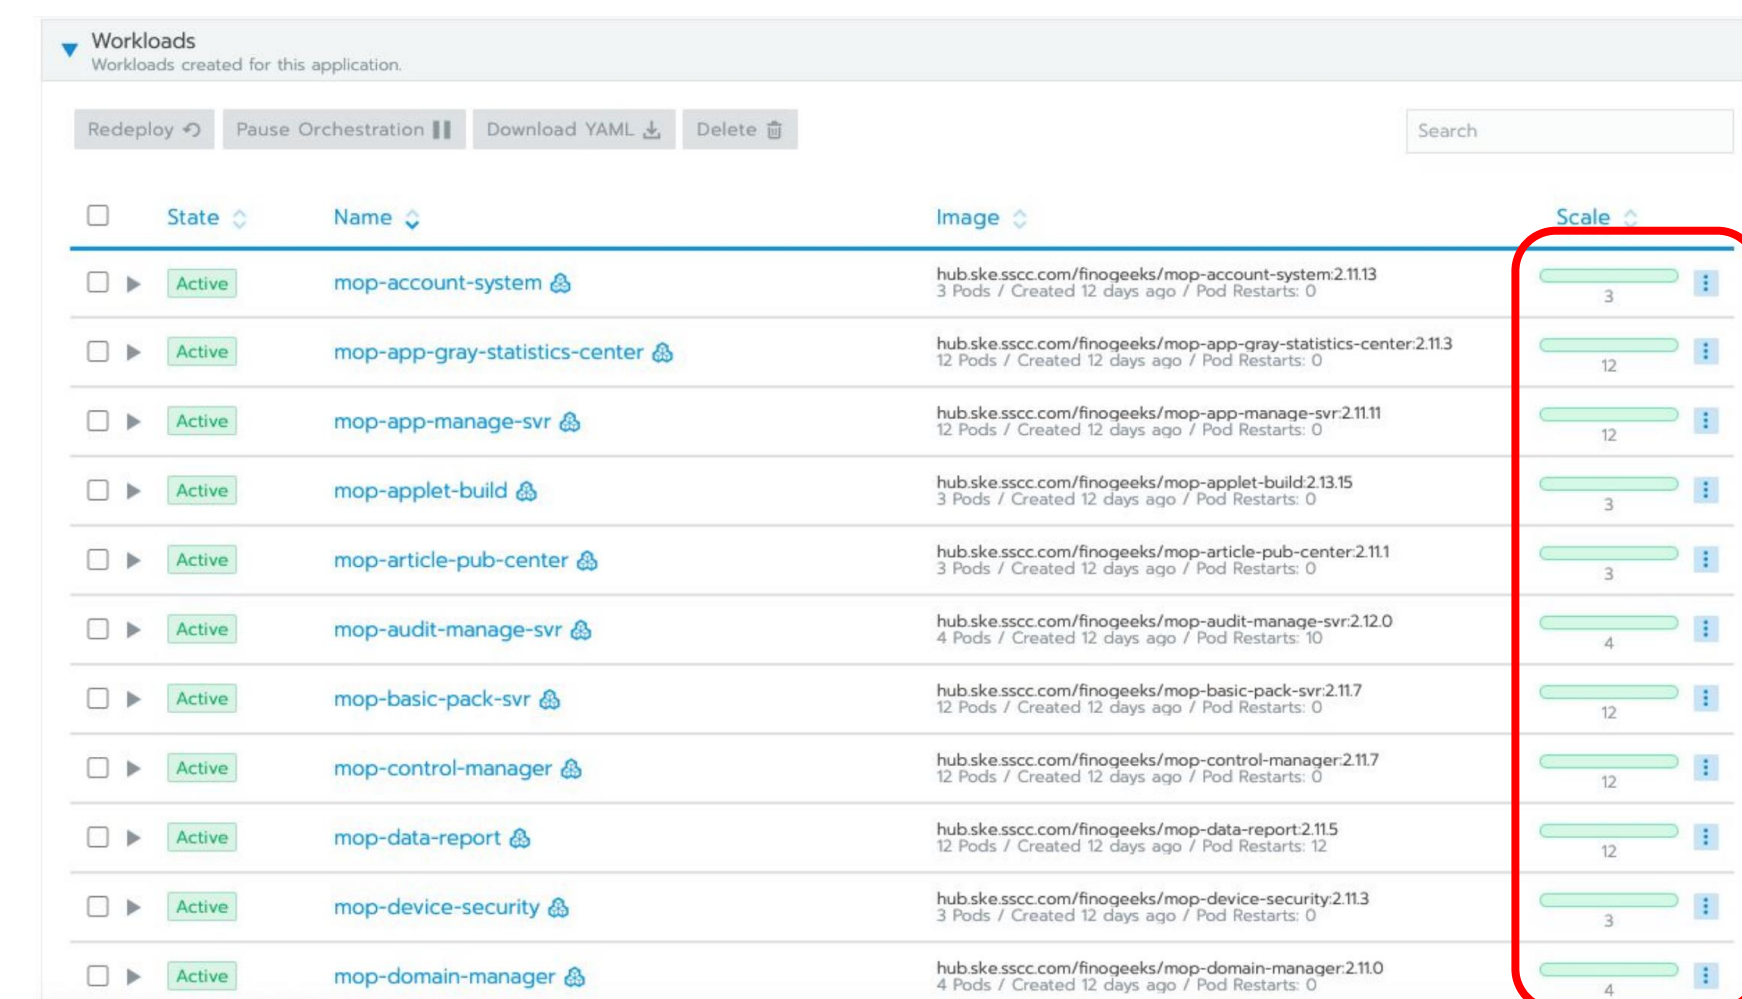 Workloads
Workloads created for this application.
Redeploy Pause Orchestration Download YAML Delete Search
State Name Image Scale
Active mop-account-system hub.ske.sscc.com/finogeeks/mop-account-system:2.11.13
3 Pods / Created 12 days ago / Pod Restarts: 0
3
Active mop-app-gray-statistics-center hub.ske.sscc.com/finogeeks/mop-app-gray-statistics-center:2.11.3
12 Pods / Created 12 days ago / Pod Restarts: 0
12
Active mop-app-manage-svr hub.ske.sscc.com/finogeeks/mop-app-manage-svr:2.11.11
12 Pods / Created 12 days ago / Pod Restarts: 0
12
Active mop-applet-build hub.ske.sscc.com/finogeeks/mop-applet-build:2.13.15
3 Pods / Created 12 days ago / Pod Restarts: 0
3
Active mop-article-pub-center hub.ske.sscc.com/finogeeks/mop-article-pub-center:2.11.1
3 Pods / Created 12 days ago / Pod Restarts: 0
3
Active mop-audit-manage-svr hub.ske.sscc.com/finogeeks/mop-audit-manage-svr:2.12.0
4 Pods / Created 12 days ago / Pod Restarts: 10
4
Active mop-basic-pack-svr hub.ske.sscc.com/finogeeks/mop-basic-pack-svr:2.11.7
12 Pods / Created 12 days ago / Pod Restarts: 0
12
Active mop-control-manager hub.ske.sscc.com/finogeeks/mop-control-manager:2.11.7
12 Pods / Created 12 days ago / Pod Restarts: 0
12
Active mop-data-report hub.ske.sscc.com/finogeeks/mop-data-report:2.11.5
12 Pods / Created 12 days ago / Pod Restarts: 12
12
Active mop-device-security hub.ske.sscc.com/finogeeks/mop-device-security:2.11.3
3 Pods / Created 12 days ago / Pod Restarts: 0
3
Active mop-domain-manager hub.ske.sscc.com/finogeeks/mop-domain-manager:2.11.0
4 Pods / Created 12 days ago / Pod Restarts: 0
4